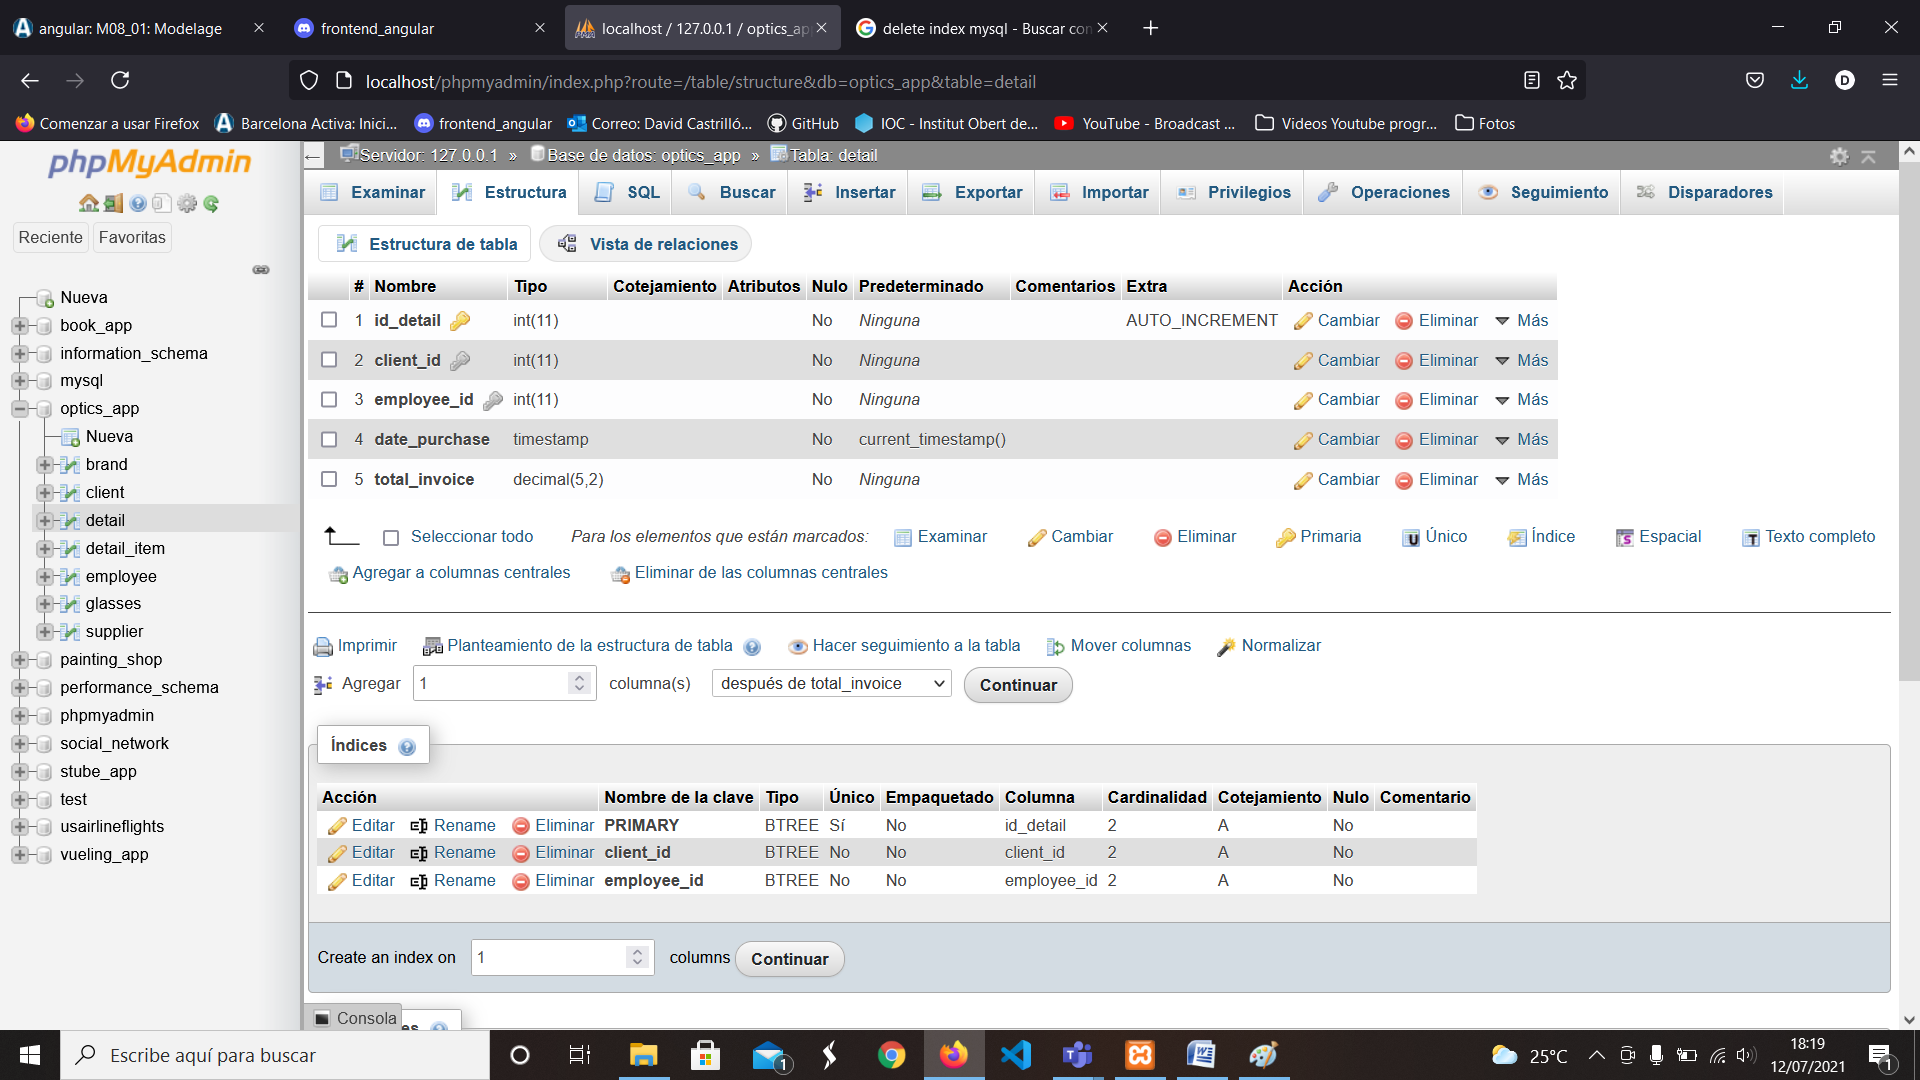 angular: M08_01: Modelage
frontend_angular
localhost / 127.0.0.1 / optics_ap
delete index mysql - Buscar con
localhost/phpmyadmin/index.php?route=/table/structure&db=optics_app&table=detail
D
Comenzar a usar Firefox
Barcelona Activa: Inici...
frontend_angular
Correo: David Castrilló...
GitHub
IOC - Institut Obert de...
YouTube - Broadcast ...
Videos Youtube progr...
Fotos
phpMyAdmin
Reciente Favoritas
Nueva
book_app
information_schema
mysql
optics_app
Nueva
brand
client
detail
detail_item
employee
glasses
supplier
painting_shop
performance_schema
phpmyadmin
social_network
stube_app
test
usairlineflights
vueling_app
Servidor: 127.0.0.1 » Base de datos: optics_app » Tabla: detail
Examinar Estructura SQL Buscar Insertar Exportar Importar Privilegios Operaciones Seguimiento Disparadores
Estructura de tabla Vista de relaciones
# Nombre Tipo Cotejamiento Atributos Nulo Predeterminado Comentarios Extra Acción
1 id_detail int(11) No Ninguna AUTO_INCREMENT Cambiar Eliminar Más
2 client_id int(11) No Ninguna Cambiar Eliminar Más
3 employee_id int(11) No Ninguna Cambiar Eliminar Más
4 date_purchase timestamp No current_timestamp() Cambiar Eliminar Más
5 total_invoice decimal(5,2) No Ninguna Cambiar Eliminar Más
Seleccionar todo Para los elementos que están marcados: Examinar Cambiar Eliminar Primaria Único Índice Espacial Texto completo
Agregar a columnas centrales Eliminar de las columnas centrales
Imprimir Planteamiento de la estructura de tabla Hacer seguimiento a la tabla Mover columnas Normalizar
Agregar 1 columna(s) después de total_invoice Continuar
Índices
Acción Nombre de la clave Tipo Único Empaquetado Columna Cardinalidad Cotejamiento Nulo Comentario
Editar Rename Eliminar PRIMARY BTREE Sí No id_detail 2 A No
Editar Rename Eliminar client_id BTREE No No client_id 2 A No
Editar Rename Eliminar employee_id BTREE No No employee_id 2 A No
Create an index on 1 columns Continuar
Consola
Escribe aquí para buscar
1
25°C
18:19
12/07/2021
1